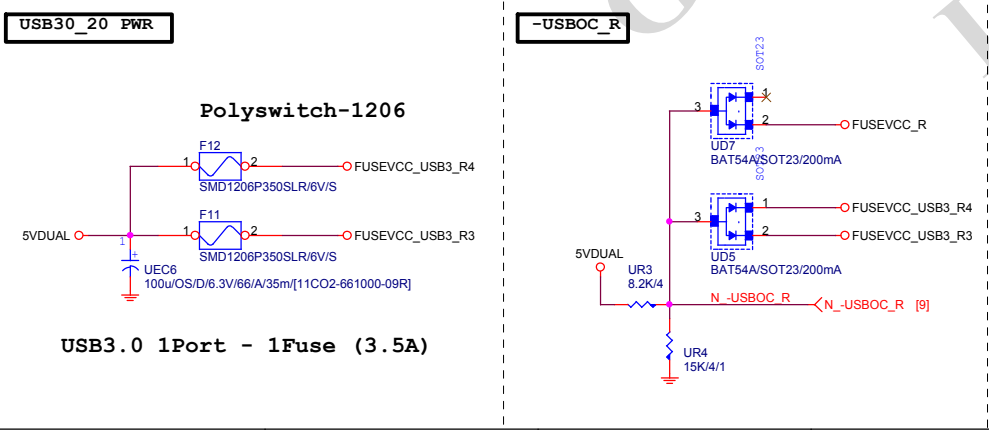 USB30_20 PWR
Polyswitch-1206
F12
1
2
FUSEVCC_USB3_R4
SMD1206P350SLR/6V/S
F11
5VDUAL
1
1
2
FUSEVCC_USB3_R3
SMD1206P350SLR/6V/S
+
UEC6
100u/OS/D/6.3V/66/A/35m/[11CO2-661000-09R]
USB3.0 1Port - 1Fuse (3.5A)
-USBOC_R
SOT23
1
3
2
FUSEVCC_R
UD7
BAT54A/SOT23/200mA
SOT23
1
FUSEVCC_USB3_R4
3
2
FUSEVCC_USB3_R3
UD5
BAT54A/SOT23/200mA
5VDUAL
UR3
8.2K/4
N_-USBOC_R
N_-USBOC_R [9]
UR4
15K/4/1